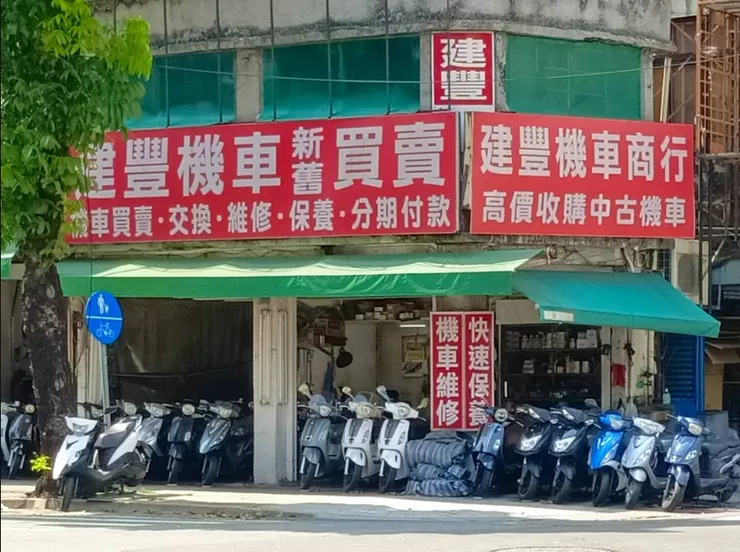 建豐
建豐機車新舊買賣
機車買賣·交換·維修·保養·分期付款
建豐機車商行
高價收購中古機車
快速保養
機車維修